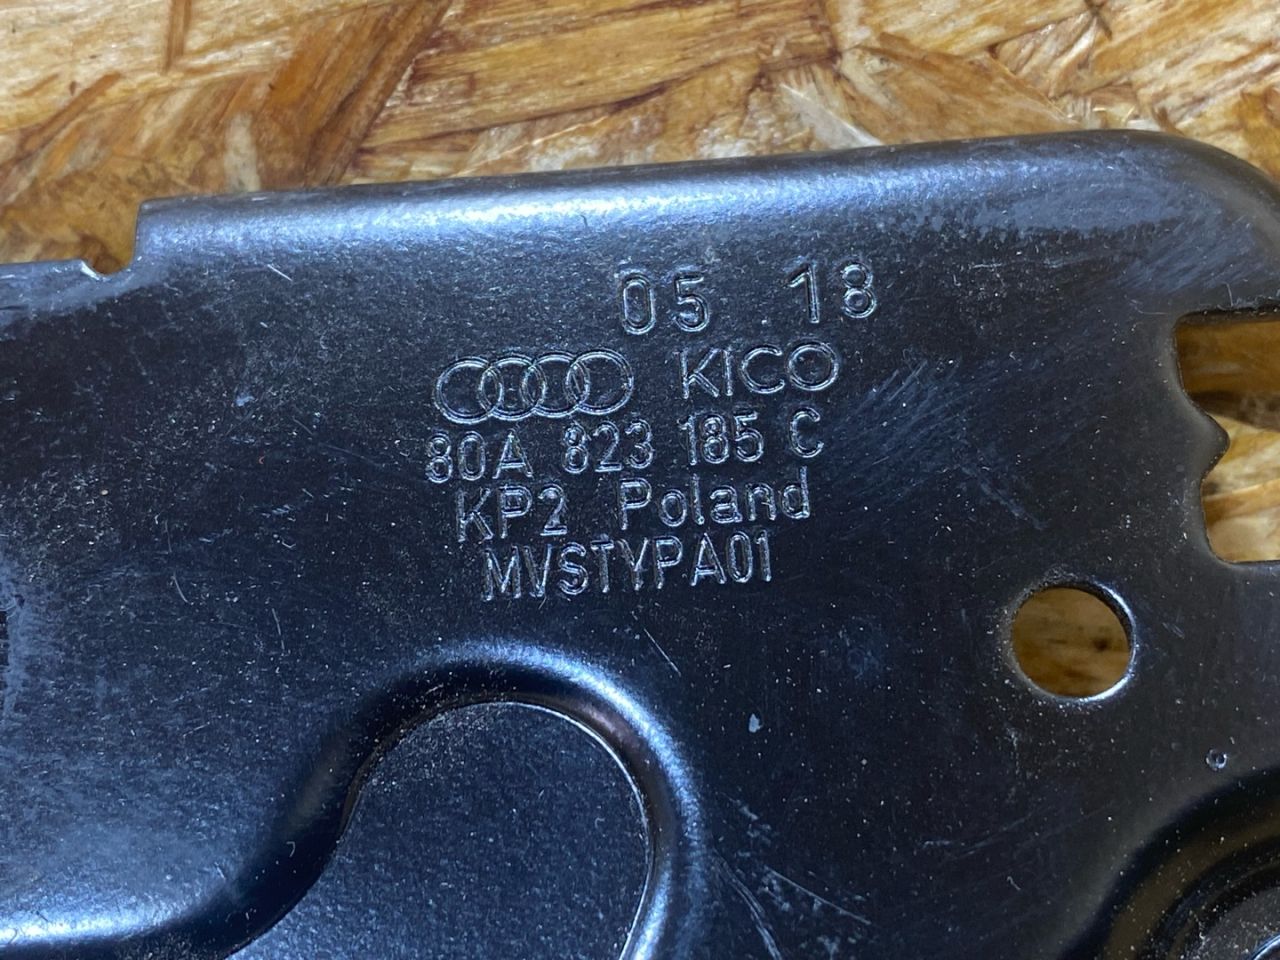 05 18
KICO
80A 823 185 C
KP2 Poland
MVSTYPA01